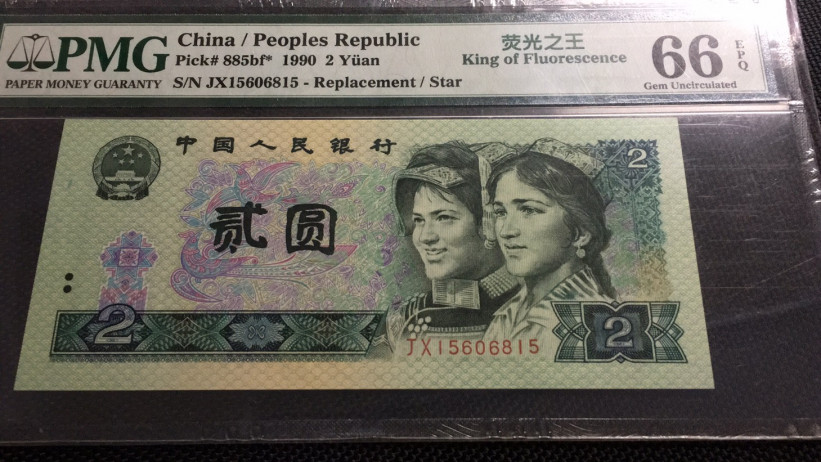 PMG
PAPER MONEY GUARANTY
China / Peoples Republic
Pick# 885bf* 1990 2 Yüan
S/N JX15606815 - Replacement / Star
荧光之王
King of Fluorescence
66 EPQ
Gem Uncirculated
中国人民银行
2
贰圆
2
JX15606815
2